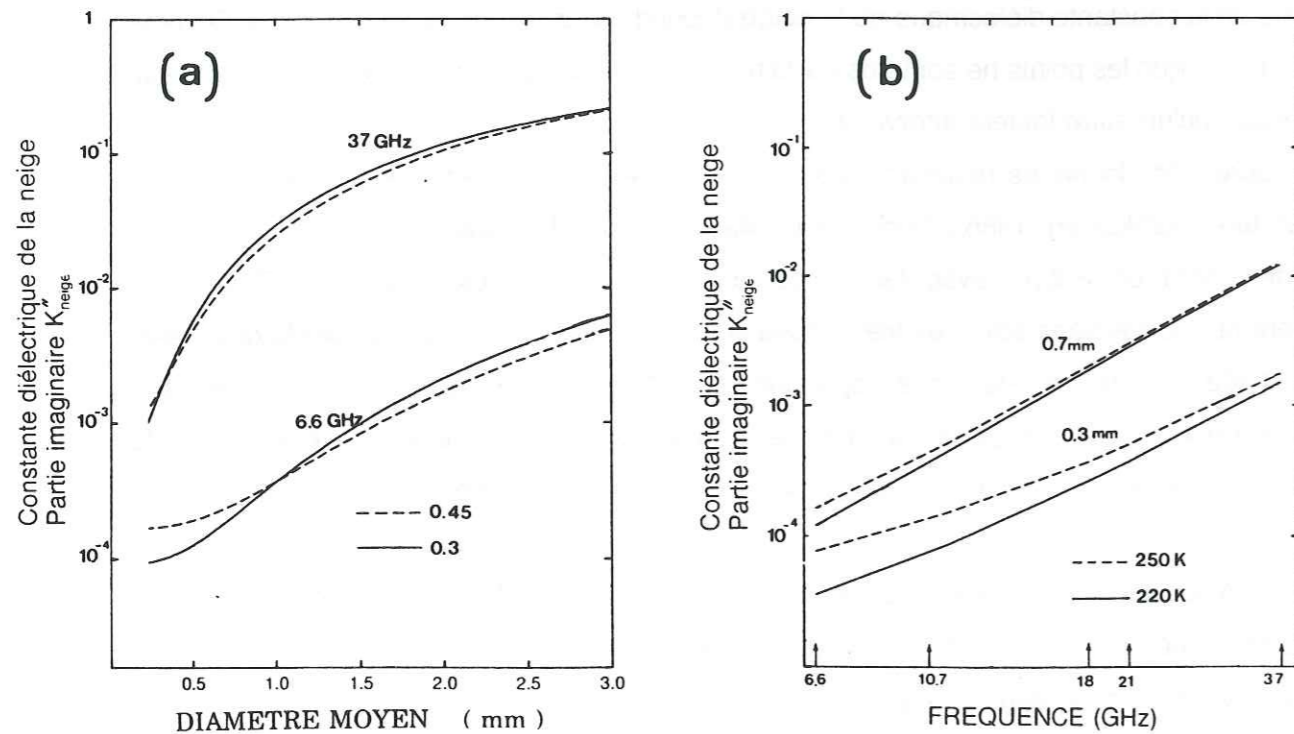 (a)
Constante diélectrique de la neige
Partie imaginaire K''neige
1
10^-1
10^-2
10^-3
10^-4
37 GHz
6.6 GHz
0.45
0.3
0.5
1.0
1.5
2.0
2.5
3.0
DIAMETRE MOYEN ( mm )
(b)
Constante diélectrique de la neige
Partie imaginaire K''neige
1
10^-1
10^-2
10^-3
10^-4
0.7mm
0.3 mm
250 K
220 K
6.6
10.7
18
21
37
FREQUENCE (GHz)